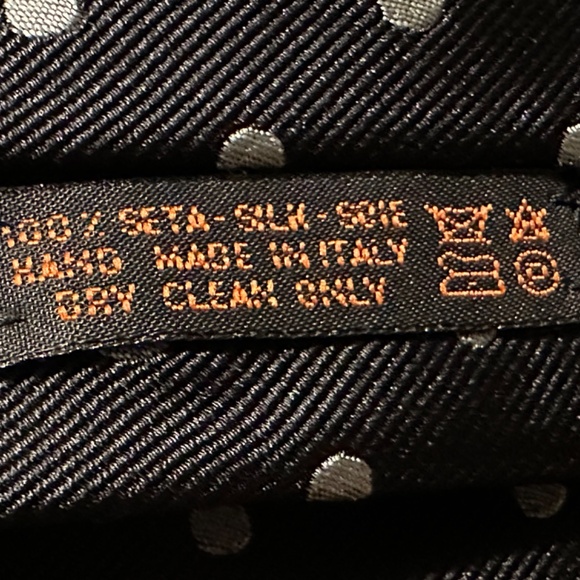 100% SETA-SILK-SOIE
HAND MADE IN ITALY
DRY CLEAN ONLY